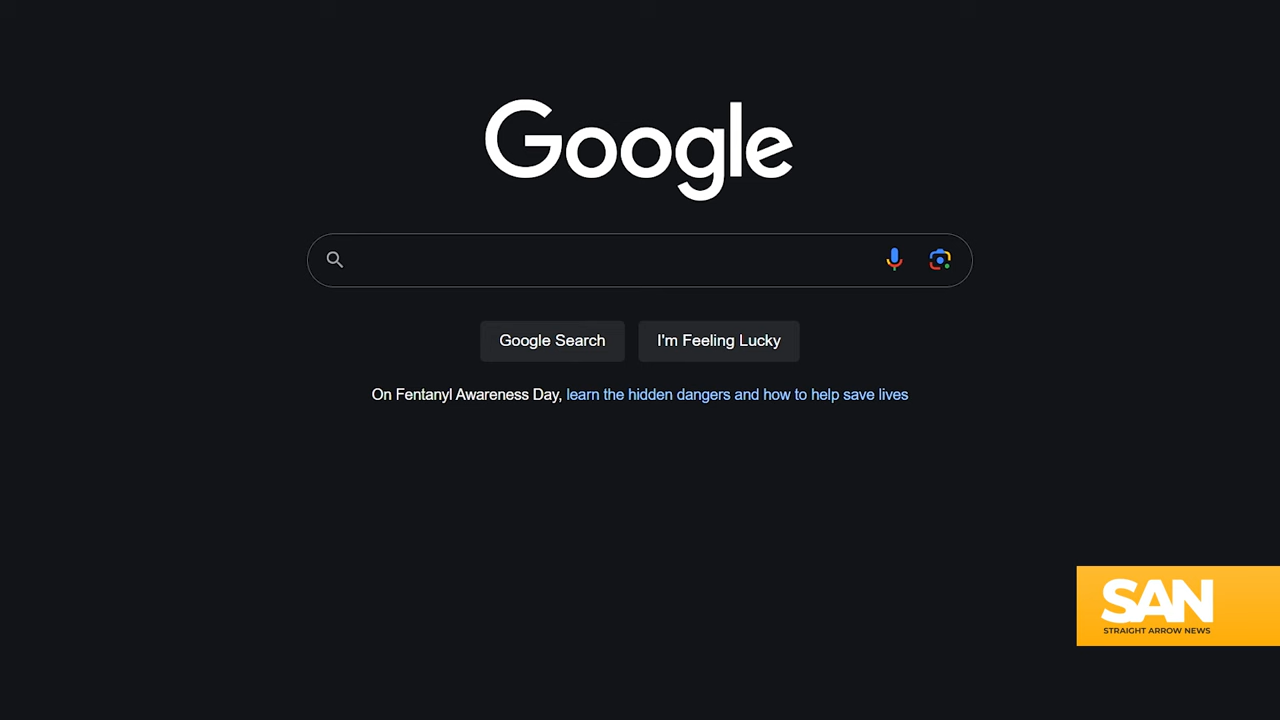 Google
Google Search
I'm Feeling Lucky
On Fentanyl Awareness Day, learn the hidden dangers and how to help save lives
SAN
STRAIGHT ARROW NEWS